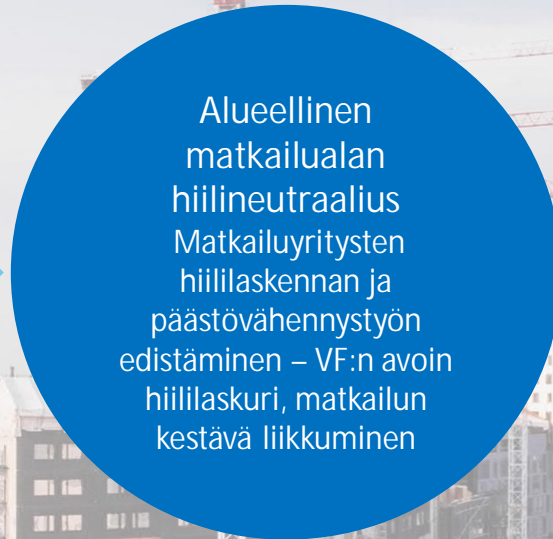 Alueellinen
matkailualan
hiilineutraalius
Matkailuyritysten
hiililaskennan ja
päästövähennystyön
edistäminen – VF:n avoin
hiililaskuri, matkailun
kestävä liikkuminen